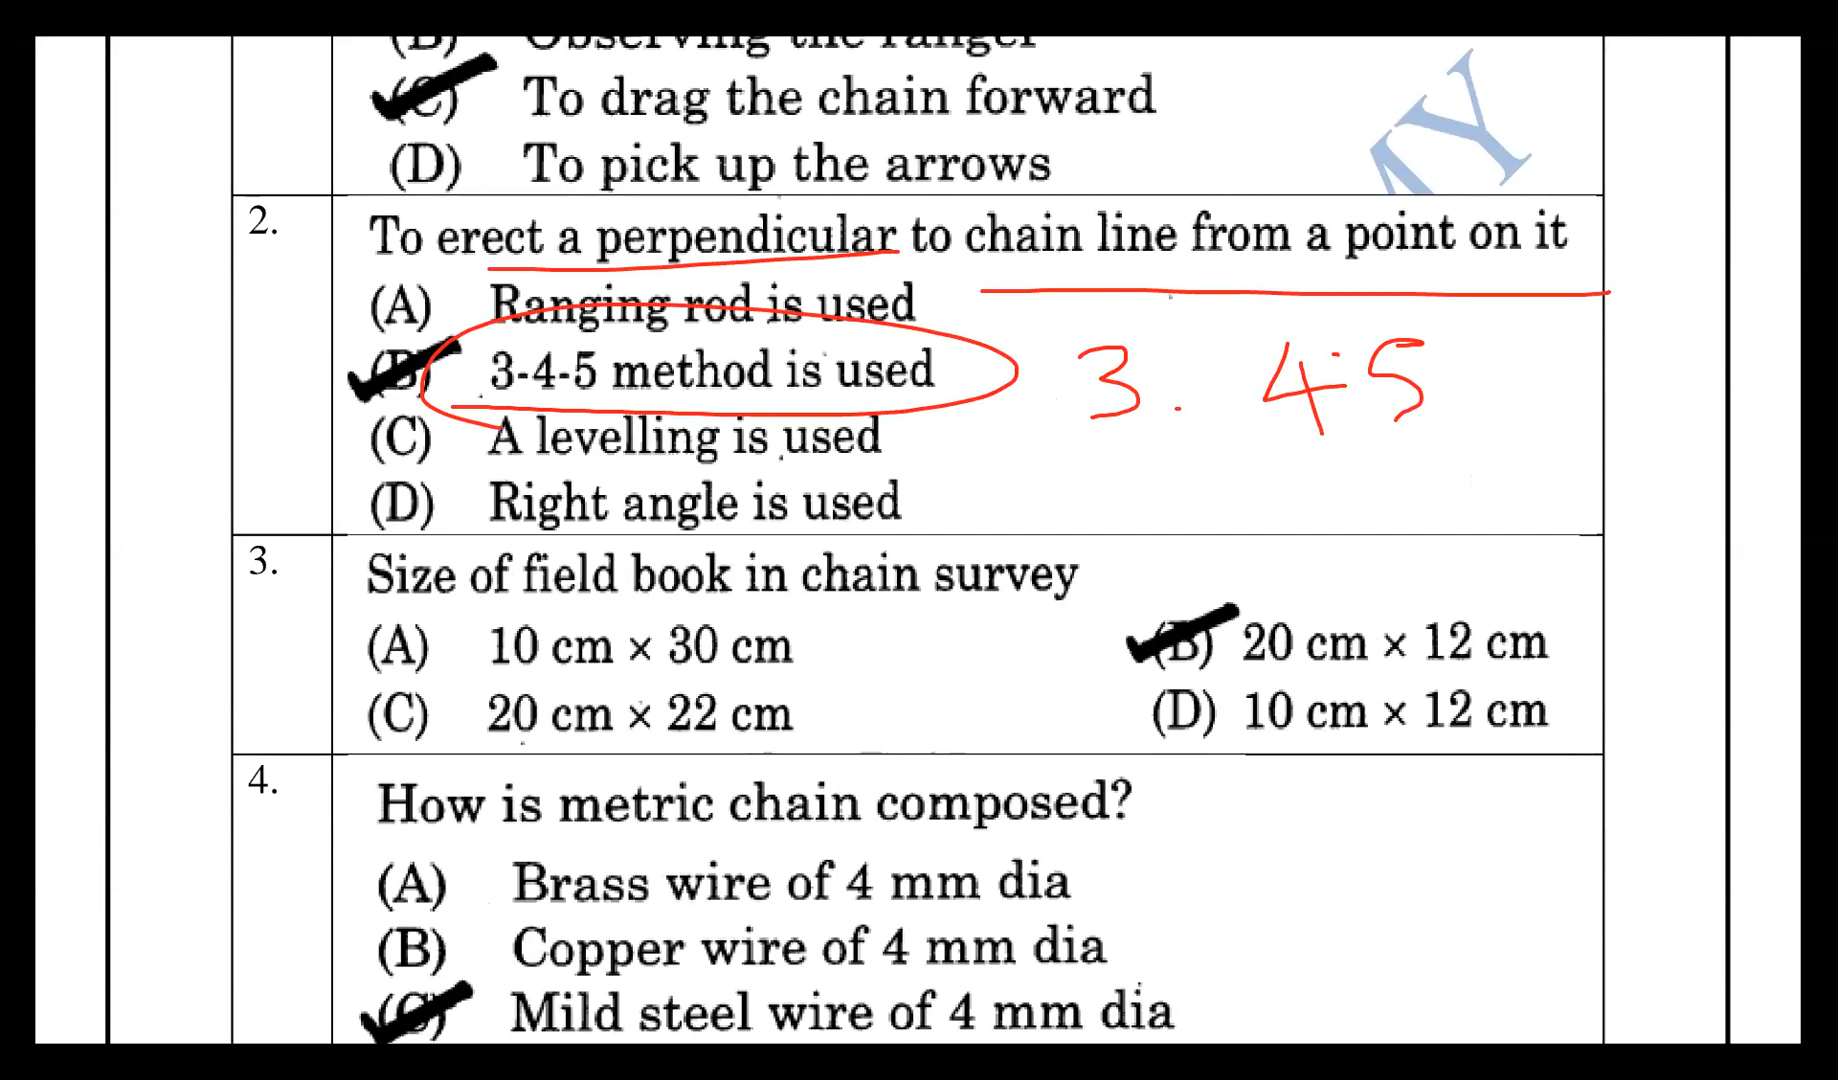 (B) Observing the ranger
(C) To drag the chain forward
(D) To pick up the arrows
MY
2. To erect a perpendicular to chain line from a point on it
(A) Ranging rod is used
(B) 3-4-5 method is used
3. 4.5
(C) A levelling is used
(D) Right angle is used
3. Size of field book in chain survey
(A) 10 cm × 30 cm (B) 20 cm × 12 cm
(C) 20 cm × 22 cm (D) 10 cm × 12 cm
4. How is metric chain composed?
(A) Brass wire of 4 mm dia
(B) Copper wire of 4 mm dia
(C) Mild steel wire of 4 mm dia